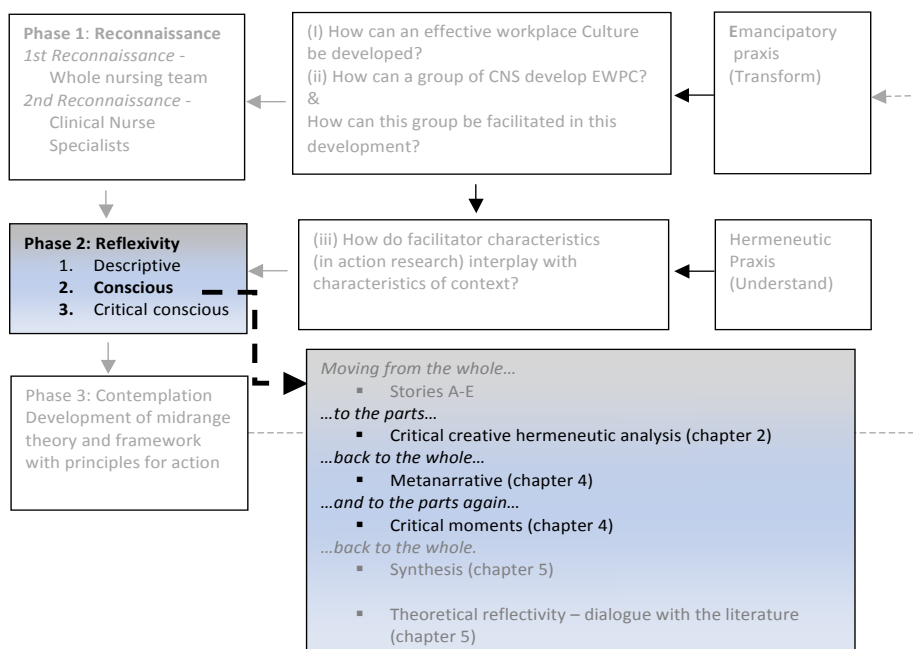 Phase 1: Reconnaissance
1st Reconnaissance -
Whole nursing team
2nd Reconnaissance -
Clinical Nurse
Specialists
(I) How can an effective workplace Culture
be developed?
(ii) How can a group of CNS develop EWPC?
&
How can this group be facilitated in this
development?
Emancipatory
praxis
(Transform)
Phase 2: Reflexivity
1. Descriptive
2. Conscious
3. Critical conscious
(iii) How do facilitator characteristics
(in action research) interplay with
characteristics of context?
Hermeneutic
Praxis
(Understand)
Phase 3: Contemplation
Development of midrange
theory and framework
with principles for action
Moving from the whole...
▪ Stories A-E
...to the parts...
▪ Critical creative hermeneutic analysis (chapter 2)
...back to the whole...
▪ Metanarrative (chapter 4)
...and to the parts again...
▪ Critical moments (chapter 4)
...back to the whole.
▪ Synthesis (chapter 5)
▪ Theoretical reflectivity – dialogue with the literature
(chapter 5)